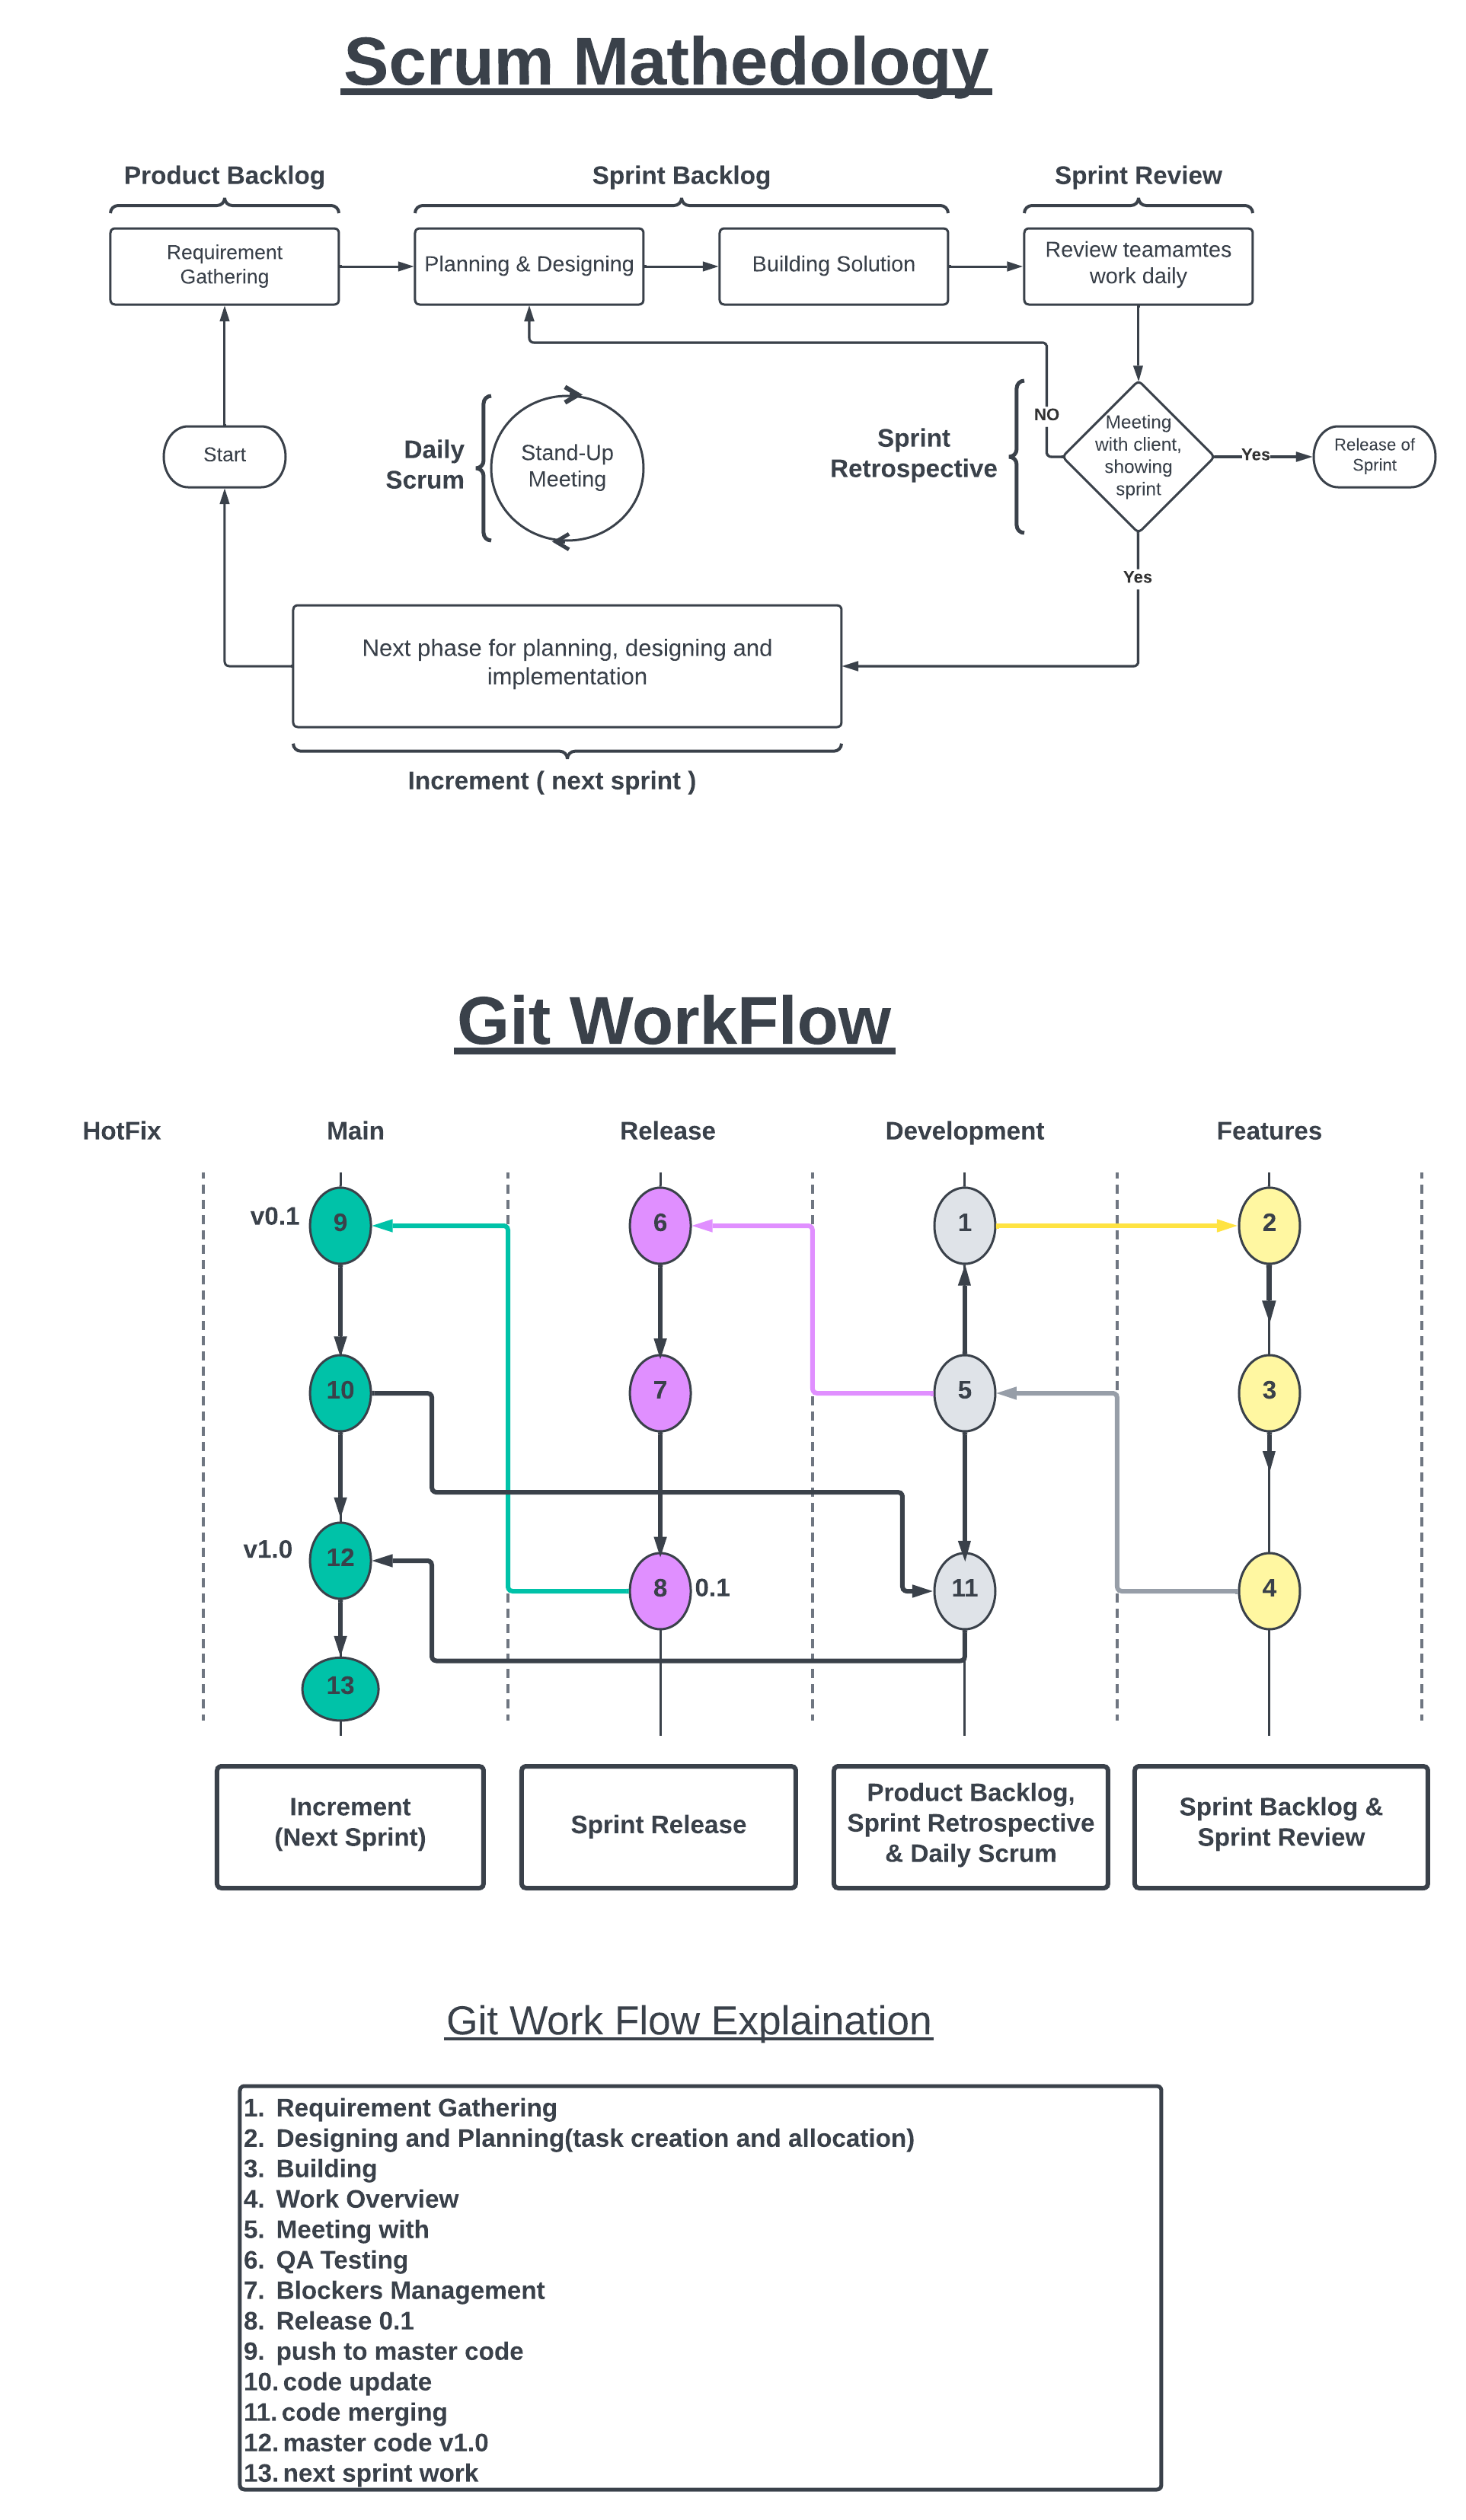 Scrum Mathedology
Product Backlog
Sprint Backlog
Sprint Review
Requirement
Gathering
Planning & Designing
Building Solution
Review teamamtes
work daily
Start
Daily
Scrum
Stand-Up
Meeting
Sprint
Retrospective
NO
Meeting
with client,
showing
sprint
Yes
Release of
Sprint
Yes
Next phase for planning, designing and
implementation
Increment ( next sprint )
Git WorkFlow
HotFix
Main
Release
Development
Features
v0.1
9
6
1
2
10
7
5
3
v1.0
12
8
0.1
11
4
13
Increment
(Next Sprint)
Sprint Release
Product Backlog,
Sprint Retrospective
& Daily Scrum
Sprint Backlog &
Sprint Review
Git Work Flow Explaination
1. Requirement Gathering
2. Designing and Planning(task creation and allocation)
3. Building
4. Work Overview
5. Meeting with
6. QA Testing
7. Blockers Management
8. Release 0.1
9. push to master code
10. code update
11. code merging
12. master code v1.0
13. next sprint work